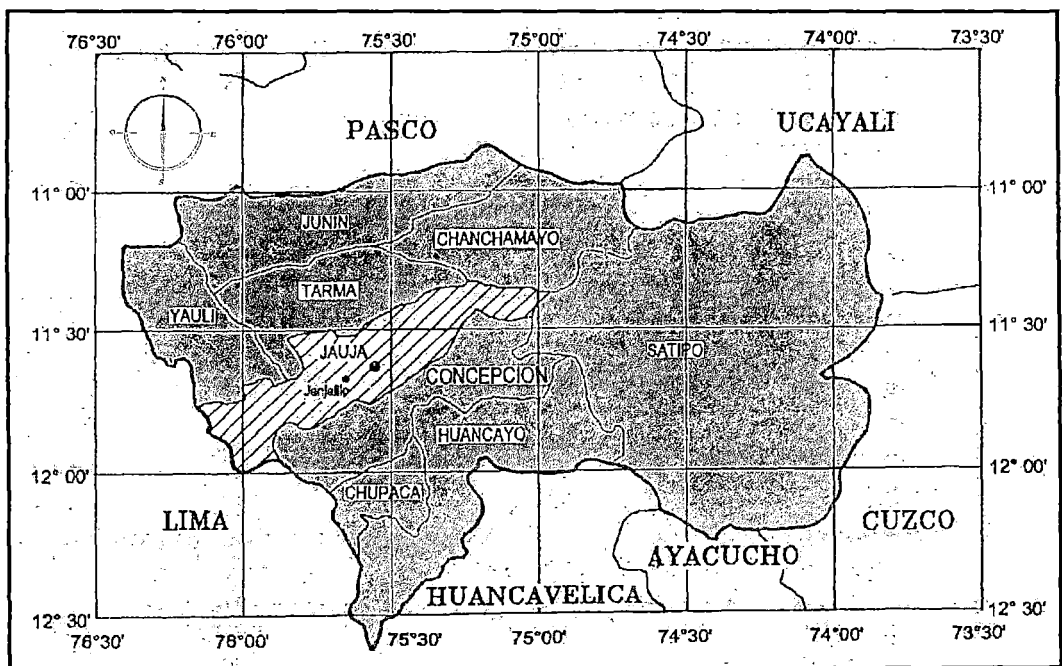 76°30' 76°00' 75°30' 75°00' 74°30' 74°00' 73°30'
N
PASCO
UCAYALI
11° 00' 11° 00'
JUNIN
CHANCHAMAYO
TARMA
YAULI
11° 30' 11° 30'
JAUJA
SATIPO
CONCEPCION
HUANCAYO
12° 00' 12° 00'
CHUPACA
LIMA
CUZCO
AYACUCHO
HUANCAVELICA
12° 30' 12° 30'
76°30' 76°00' 75°30' 75°00' 74°30' 74°00' 73°30'